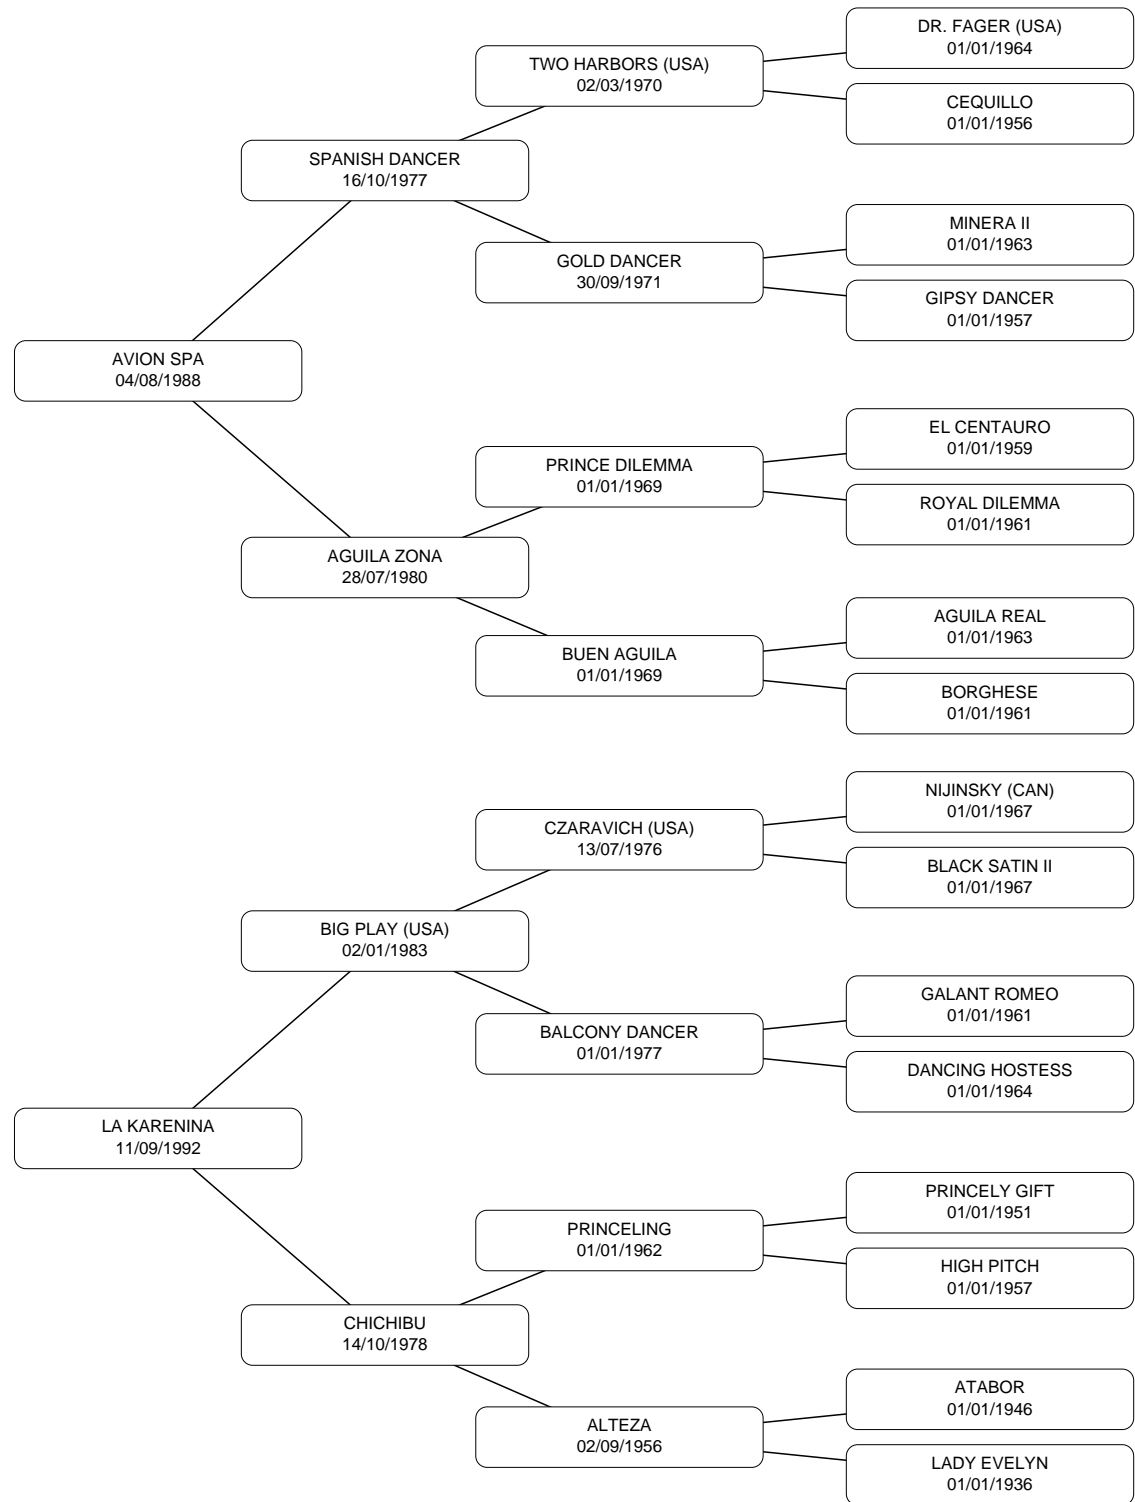 DR. FAGER (USA)
01/01/1964
TWO HARBORS (USA)
02/03/1970
CEQUILLO
01/01/1956
SPANISH DANCER
16/10/1977
MINERA II
01/01/1963
GOLD DANCER
30/09/1971
GIPSY DANCER
01/01/1957
AVION SPA
04/08/1988
EL CENTAURO
01/01/1959
PRINCE DILEMMA
01/01/1969
ROYAL DILEMMA
01/01/1961
AGUILA ZONA
28/07/1980
AGUILA REAL
01/01/1963
BUEN AGUILA
01/01/1969
BORGHESE
01/01/1961
NIJINSKY (CAN)
01/01/1967
CZARAVICH (USA)
13/07/1976
BLACK SATIN II
01/01/1967
BIG PLAY (USA)
02/01/1983
GALANT ROMEO
01/01/1961
BALCONY DANCER
01/01/1977
DANCING HOSTESS
01/01/1964
LA KARENINA
11/09/1992
PRINCELY GIFT
01/01/1951
PRINCELING
01/01/1962
HIGH PITCH
01/01/1957
CHICHIBU
14/10/1978
ATABOR
01/01/1946
ALTEZA
02/09/1956
LADY EVELYN
01/01/1936